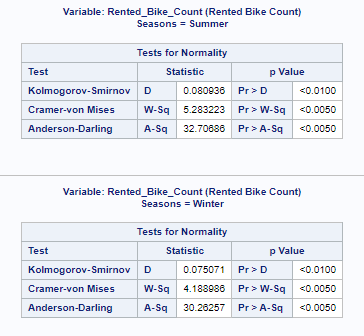 Variable: Rented_Bike_Count (Rented Bike Count)
Seasons = Summer
Tests for Normality
Test Statistic p Value
Kolmogorov-Smirnov D 0.080936 Pr > D <0.0100
Cramer-von Mises W-Sq 5.283223 Pr > W-Sq <0.0050
Anderson-Darling A-Sq 32.70686 Pr > A-Sq <0.0050
Variable: Rented_Bike_Count (Rented Bike Count)
Seasons = Winter
Tests for Normality
Test Statistic p Value
Kolmogorov-Smirnov D 0.075071 Pr > D <0.0100
Cramer-von Mises W-Sq 4.188986 Pr > W-Sq <0.0050
Anderson-Darling A-Sq 30.26257 Pr > A-Sq <0.0050